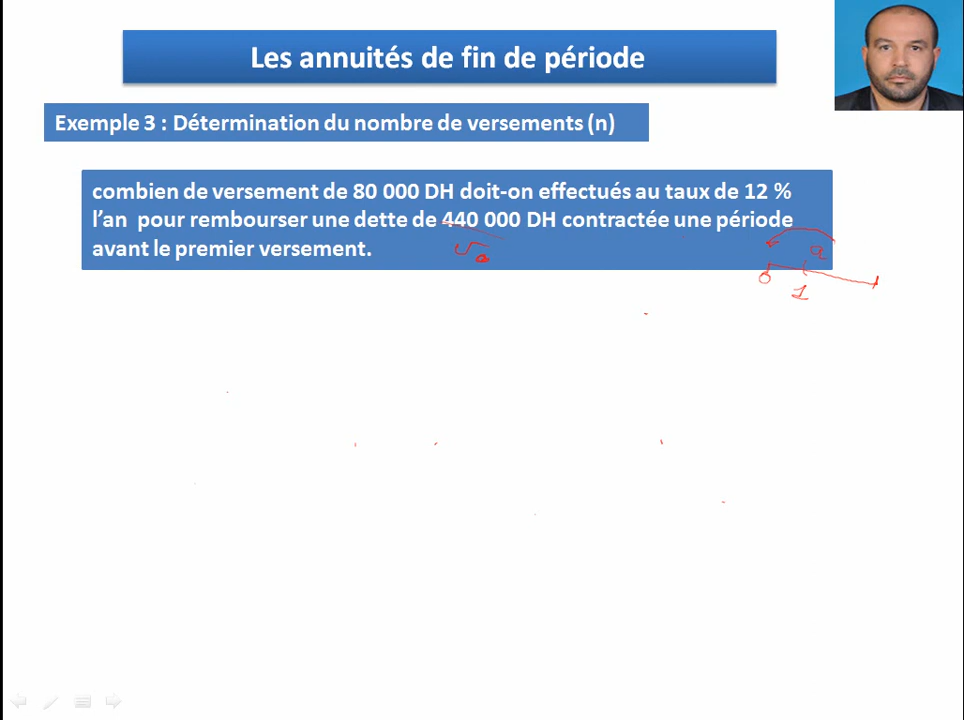 Les annuités de fin de période
Exemple 3 : Détermination du nombre de versements (n)
combien de versement de 80 000 DH doit-on effectués au taux de 12 %
l'an pour rembourser une dette de 440 000 DH contractée une période
avant le premier versement.
a
0
1